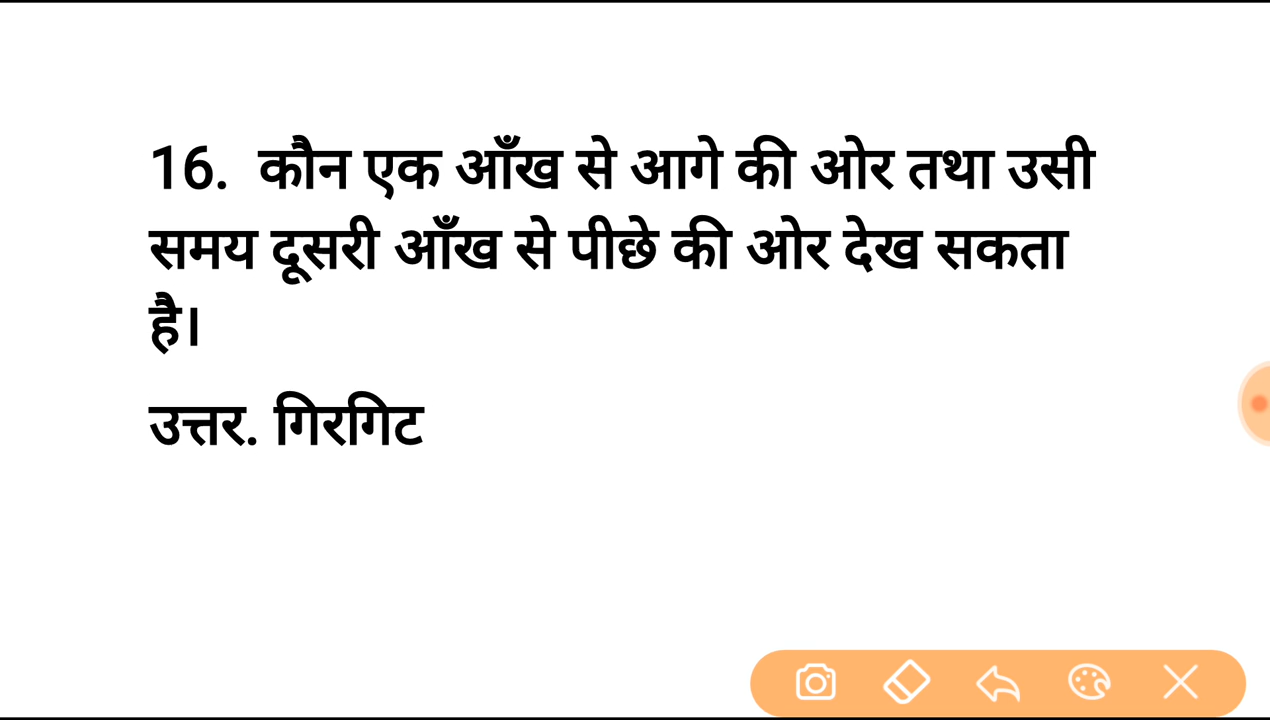 16. कौन एक आँख से आगे की ओर तथा उसी
समय दूसरी आँख से पीछे की ओर देख सकता
है।
उत्तर. गिरगिट